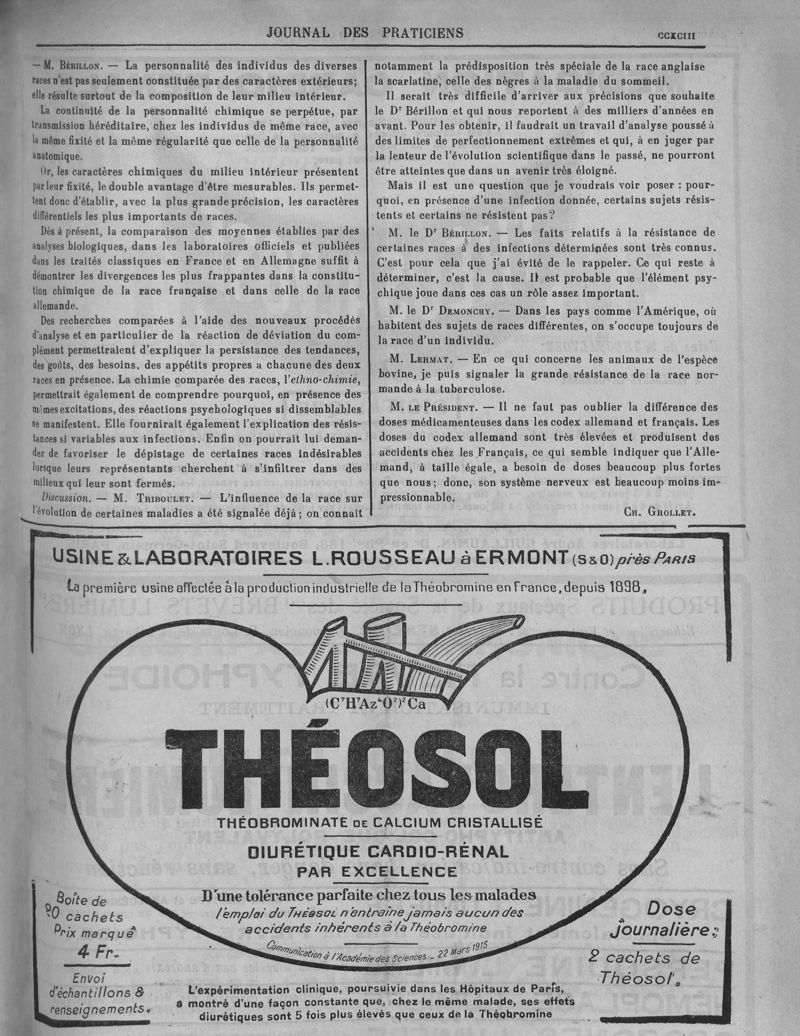 JOURNAL DES PRATICIENS
CCXCIII
— M. BÉRILLON. — La personnalité des individus des diverses
races n'est pas seulement constituée par des caractères extérieurs;
elle résulte surtout de la composition de leur milieu intérieur.
La continuité de la personnalité chimique se perpétue, par
transmission héréditaire, chez les individus de même race, avec
la même fixité et la même régularité que celle de la personnalité
anatomique.
Or, les caractères chimiques du milieu intérieur présentent
par leur fixité, le double avantage d'être mesurables. Ils permet-
tent donc d'établir, avec la plus grande précision, les caractères
différentiels les plus importants de races.
Dès à présent, la comparaison des moyennes établies par des
analyses biologiques, dans les laboratoires officiels et publiées
dans les traités classiques en France et en Allemagne suffit à
démontrer les divergences les plus frappantes dans la constitu-
tion chimique de la race française et dans celle de la race
allemande.
Des recherches comparées à l'aide des nouveaux procédés
d'analyse et en particulier de la réaction de déviation du com-
plément permettraient d'expliquer la persistance des tendances,
des goûts, des besoins, des appétits propres a chacune des deux
races en présence. La chimie comparée des races, l'ethno-chimie,
permettrait également de comprendre pourquoi, en présence des
mêmes excitations, des réactions psychologiques si dissemblables
se manifestent. Elle fournirait également l'explication des résis-
tances si variables aux infections. Enfin on pourrait lui deman-
der de favoriser le dépistage de certaines races indésirables
lorsque leurs représentants cherchent à s'infiltrer dans des
milieux qui leur sont fermés.
Discussion. — M. TRIBOULET. — L'influence de la race sur
l'évolution de certaines maladies a été signalée déjà; on connait
notamment la prédisposition très spéciale de la race anglaise
la scarlatine, celle des nègres à la maladie du sommeil.
Il serait très difficile d'arriver aux précisions que souhaite
le Dr Bérillon et qui nous reportent à des milliers d'années en
avant. Pour les obtenir, il faudrait un travail d'analyse poussé à
des limites de perfectionnement extrêmes et qui, à en juger par
la lenteur de l'évolution scientifique dans le passé, ne pourront
être atteintes que dans un avenir très éloigné.
Mais il est une question que je voudrais voir poser : pour-
quoi, en présence d'une infection donnée, certains sujets résis-
tents et certains ne résistent pas?
M. le Dr BÉRILLON. — Les faits relatifs à la résistance de
certaines races à des infections déterminées sont très connus.
C'est pour cela que j'ai évité de le rappeler. Ce qui reste à
déterminer, c'est la cause. Il est probable que l'élément psy-
chique joue dans ces cas un rôle assez important.
M. le Dr DEMONCHY. — Dans les pays comme l'Amérique, où
habitent des sujets de races différentes, on s'occupe toujours de
la race d'un individu.
M. LERMAT. — En ce qui concerne les animaux de l'espèce
bovine, je puis signaler la grande résistance de la race nor-
mande à la tuberculose.
M. LE PRÉSIDENT. — Il ne faut pas oublier la différence des
doses médicamenteuses dans les codex allemand et français. Les
doses du codex allemand sont très élevées et produisent des
accidents chez les Français, ce qui semble indiquer que l'Alle-
mand, à taille égale, a besoin de doses beaucoup plus fortes
que nous; donc, son système nerveux est beaucoup moins im-
pressionnable.
CH. GROLLET.
USINE & LABORATOIRES L. ROUSSEAU à ERMONT (S & O) près PARIS
La première usine affectée à la production industrielle de la Théobromine en France, depuis 1898.
(C⁷H⁷Az⁴O²)² Ca
THÉOSOL
THÉOBROMINATE DE CALCIUM CRISTALLISÉ
DIURÉTIQUE CARDIO-RÉNAL
PAR EXCELLENCE
D'une tolérance parfaite chez tous les malades
l'emploi du THÉOSOL n'entraîne jamais aucun des
accidents inhérents à la Théobromine
Communication à l'Académie des Sciences _ 22 Mars 1915
Boîte de
20 cachets
Prix marqué
4 Fr.
Envoi
d'échantillons &
renseignements.
Dose
journalière:
2 cachets de
Théosol.
L'expérimentation clinique, poursuivie dans les Hôpitaux de Paris,
a montré d'une façon constante que, chez le même malade, ses effets
diurétiques sont 5 fois plus élevés que ceux de la Théobromine